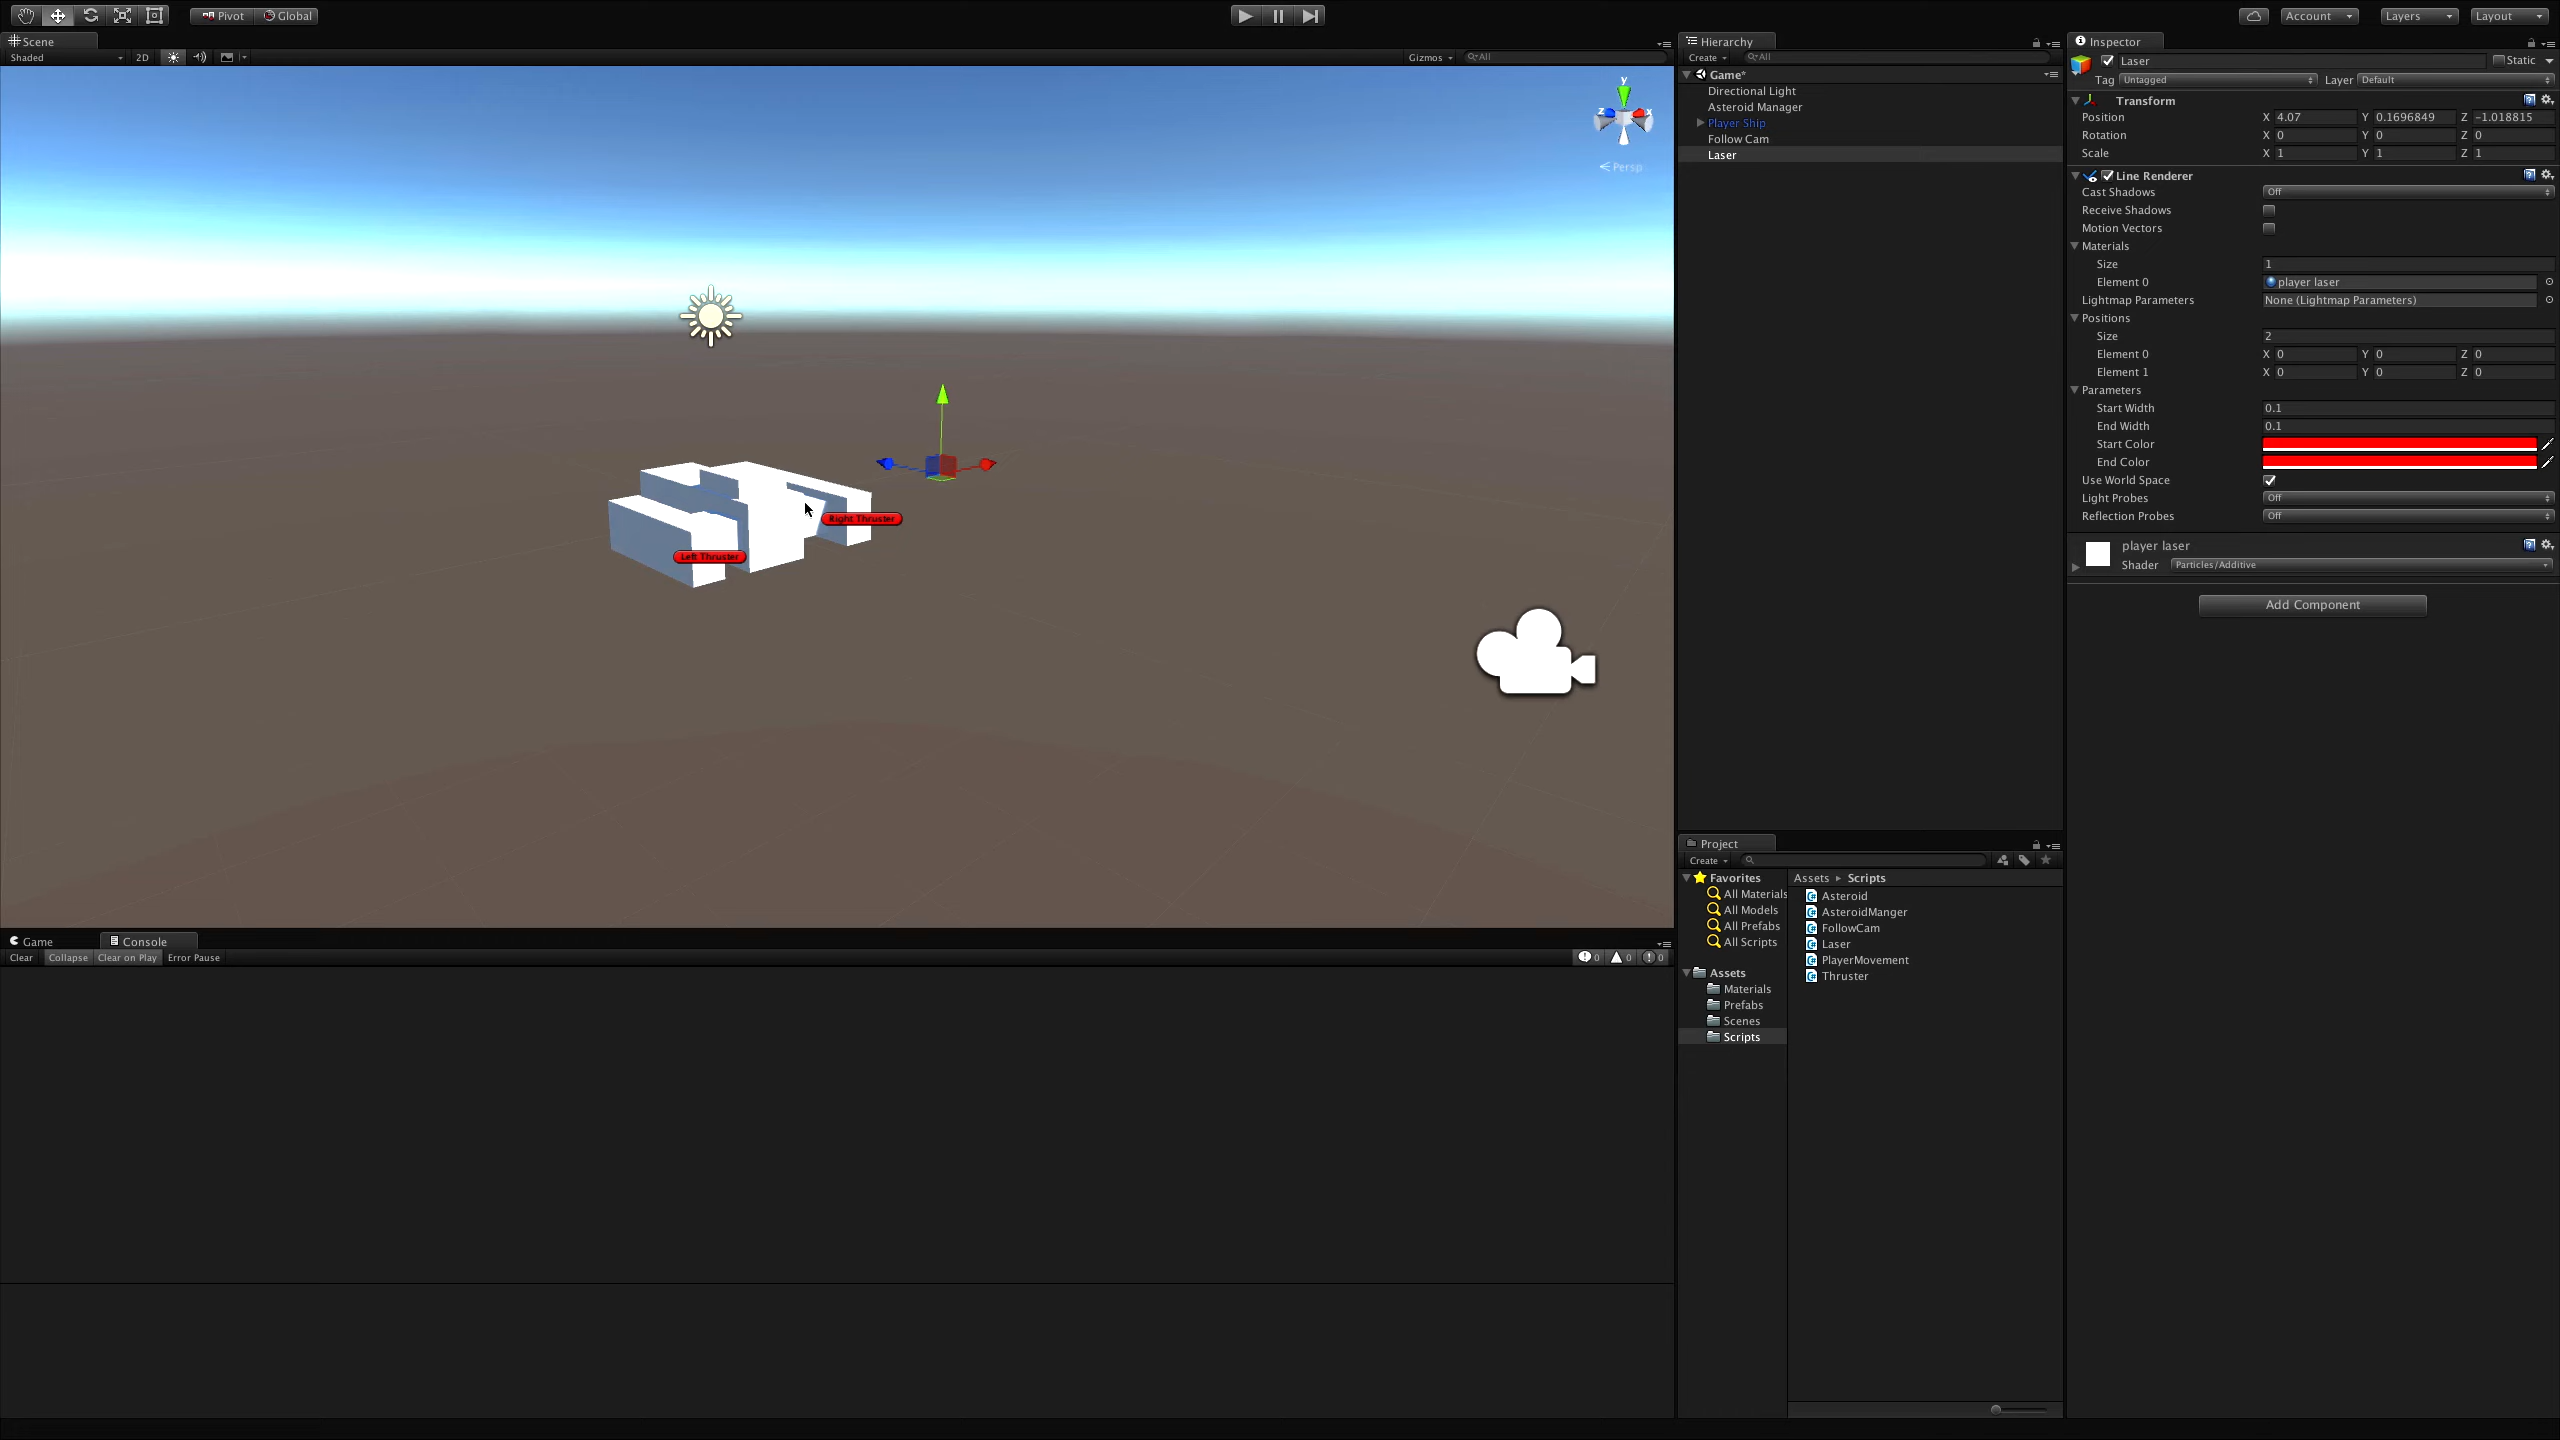 Pivot Global Account Layers Layout
Scene
Shaded 2D Gizmos All
y
z x
Persp
Right Thruster
Left Thruster
Game Console
Clear Collapse Clear on Play Error Pause 0 0 0
Hierarchy
Create All
Game*
Directional Light
Asteroid Manager
Player Ship
Follow Cam
Laser
Project
Create
Favorites
All Materials
All Models
All Prefabs
All Scripts
Assets
Materials
Prefabs
Scenes
Scripts
Assets Scripts
Asteroid
AsteroidManger
FollowCam
Laser
PlayerMovement
Thruster
Inspector
Laser Static
Tag Untagged Layer Default
Transform
Position X 4.07 Y 0.1696849 Z -1.018815
Rotation X 0 Y 0 Z 0
Scale X 1 Y 1 Z 1
Line Renderer
Cast Shadows Off
Receive Shadows
Motion Vectors
Materials
Size 1
Element 0 player laser
Lightmap Parameters None (Lightmap Parameters)
Positions
Size 2
Element 0 X 0 Y 0 Z 0
Element 1 X 0 Y 0 Z 0
Parameters
Start Width 0.1
End Width 0.1
Start Color
End Color
Use World Space
Light Probes Off
Reflection Probes Off
player laser
Shader Particles/Additive
Add Component